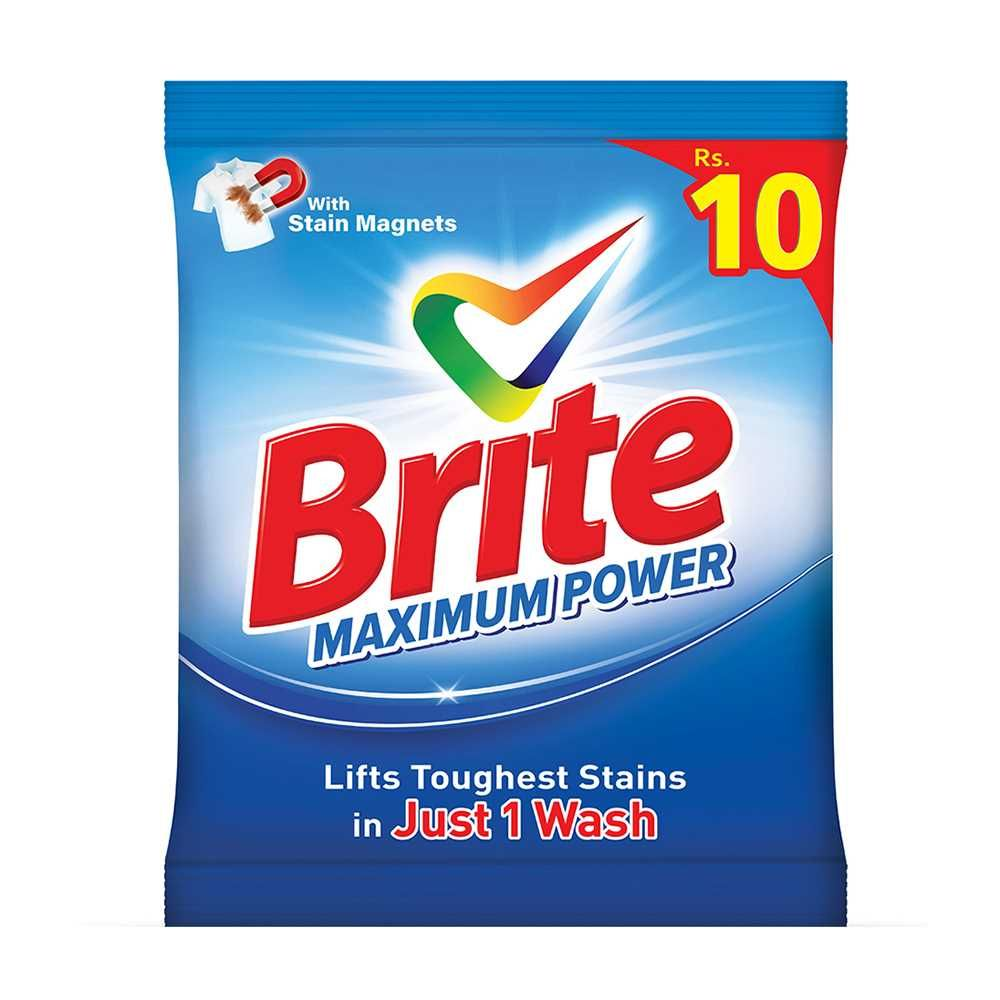 With
Stain Magnets
Rs.
10
Brite
MAXIMUM POWER
Lifts Toughest Stains
in Just 1 Wash